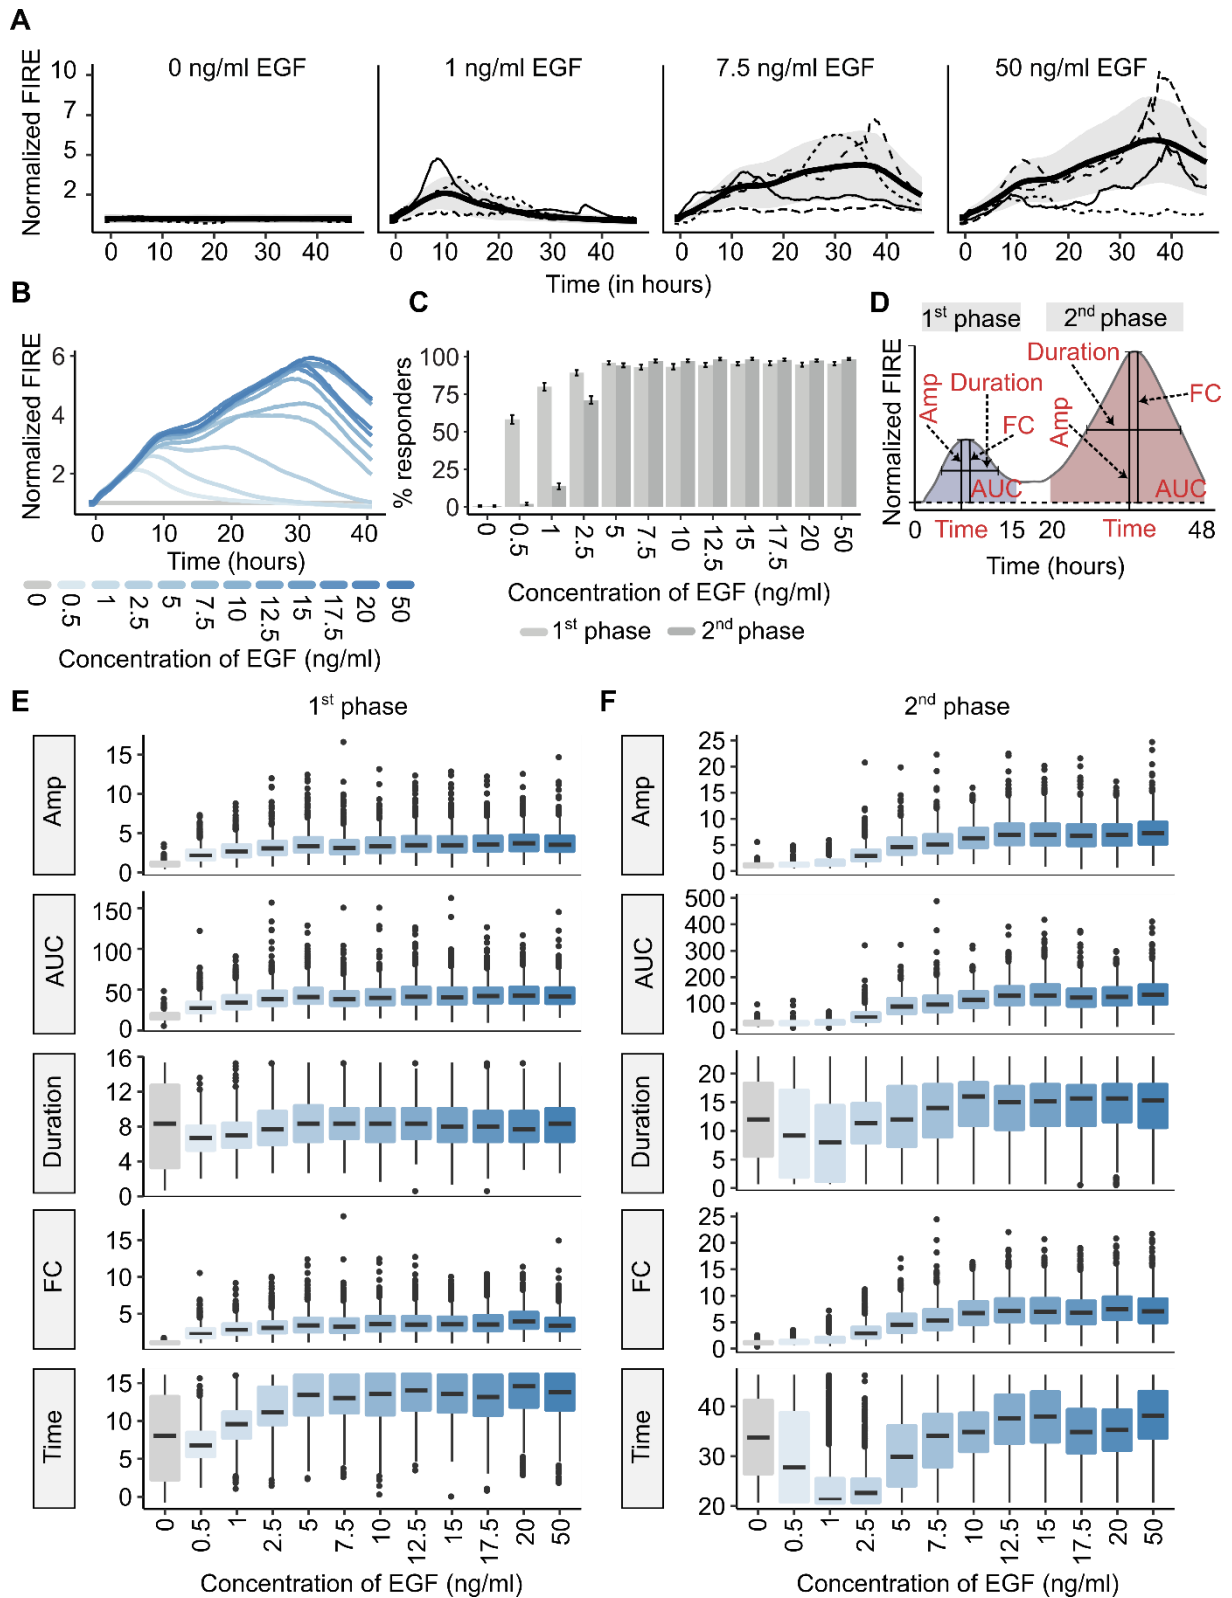 A
0 ng/ml EGF
1 ng/ml EGF
7.5 ng/ml EGF
50 ng/ml EGF
Normalized FIRE
10
7
5
2
0 10 20 30 40
0 10 20 30 40
0 10 20 30 40
0 10 20 30 40
Time (in hours)
B
Normalized FIRE
6
4
2
0 10 20 30 40
Time (hours)
0 0.5 1 2.5 5 7.5 10 12.5 15 17.5 20 50
Concentration of EGF (ng/ml)
C
% responders
100
75
50
25
0
0 0.5 1 2.5 5 7.5 10 12.5 15 17.5 20 50
Concentration of EGF (ng/ml)
1st phase 2nd phase
D
1st phase 2nd phase
Normalized FIRE
Amp
Duration
FC
AUC
Time
Duration
Amp
FC
AUC
Time
0 15 20 48
Time (hours)
E
1st phase
Amp
15
10
5
0
AUC
150
100
50
0
Duration
16
12
8
4
0
FC
15
10
5
Time
15
10
5
0
0 0.5 1 2.5 5 7.5 10 12.5 15 17.5 20 50
Concentration of EGF (ng/ml)
F
2nd phase
Amp
25
20
15
10
5
0
AUC
500
400
300
200
100
0
Duration
20
15
10
5
0
FC
25
20
15
10
5
0
Time
40
30
20
0 0.5 1 2.5 5 7.5 10 12.5 15 17.5 20 50
Concentration of EGF (ng/ml)